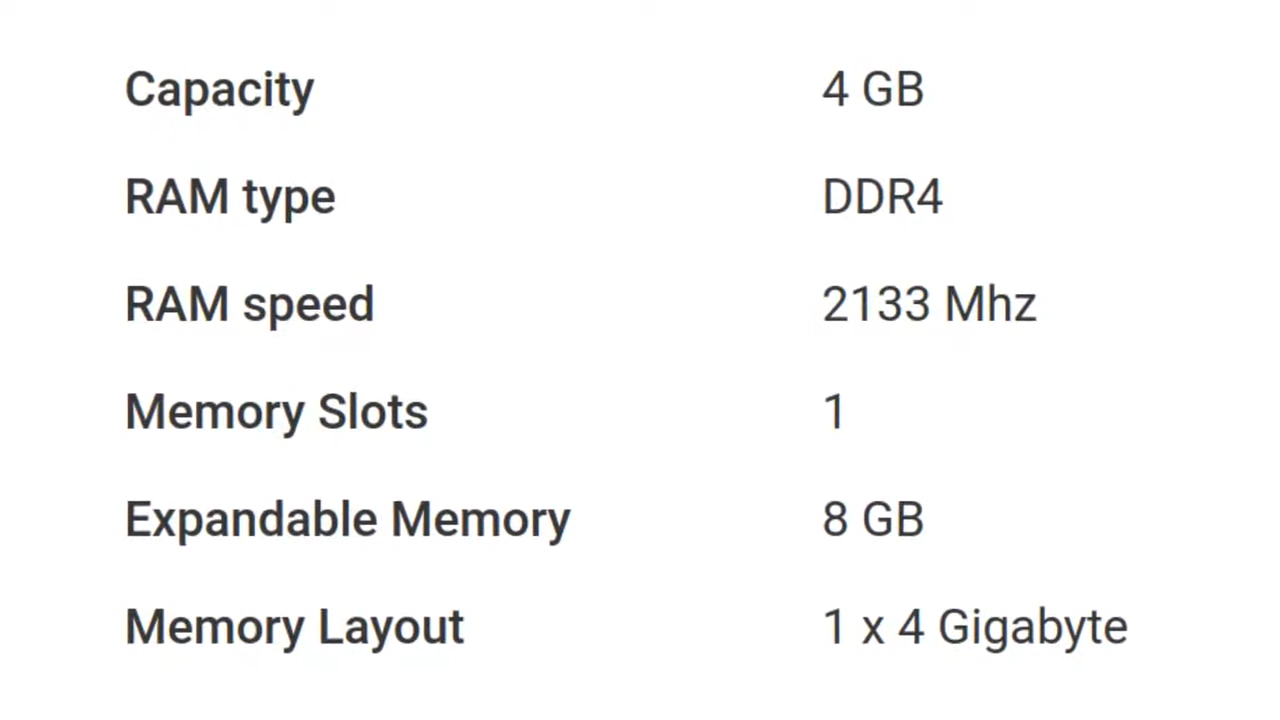 Capacity 4 GB
RAM type DDR4
RAM speed 2133 Mhz
Memory Slots 1
Expandable Memory 8 GB
Memory Layout 1 x 4 Gigabyte